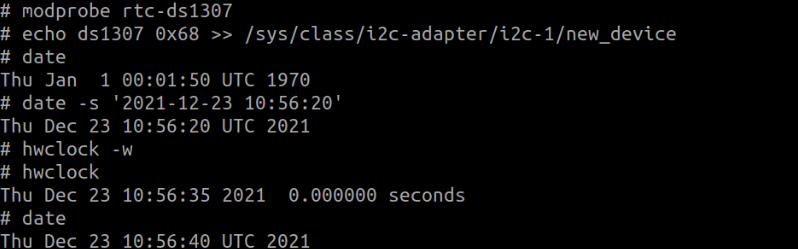 # modprobe rtc-ds1307
# echo ds1307 0x68 >> /sys/class/i2c-adapter/i2c-1/new_device
# date
Thu Jan  1 00:01:50 UTC 1970
# date -s '2021-12-23 10:56:20'
Thu Dec 23 10:56:20 UTC 2021
# hwclock -w
# hwclock
Thu Dec 23 10:56:35 2021  0.000000 seconds
# date
Thu Dec 23 10:56:40 UTC 2021